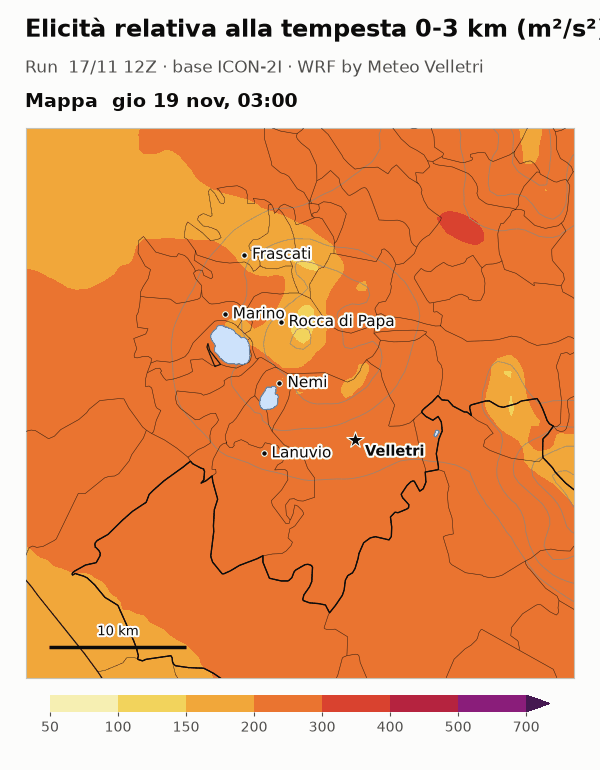 Elicità relativa alla tempesta 0-3 km (m²/s²)
Run 17/11 12Z · base ICON-2I · WRF by Meteo Velletri
Mappa gio 19 nov, 03:00
Frascati
Marino
Rocca di Papa
Nemi
Lanuvio
Velletri
10 km
50 100 150 200 300 400 500 700